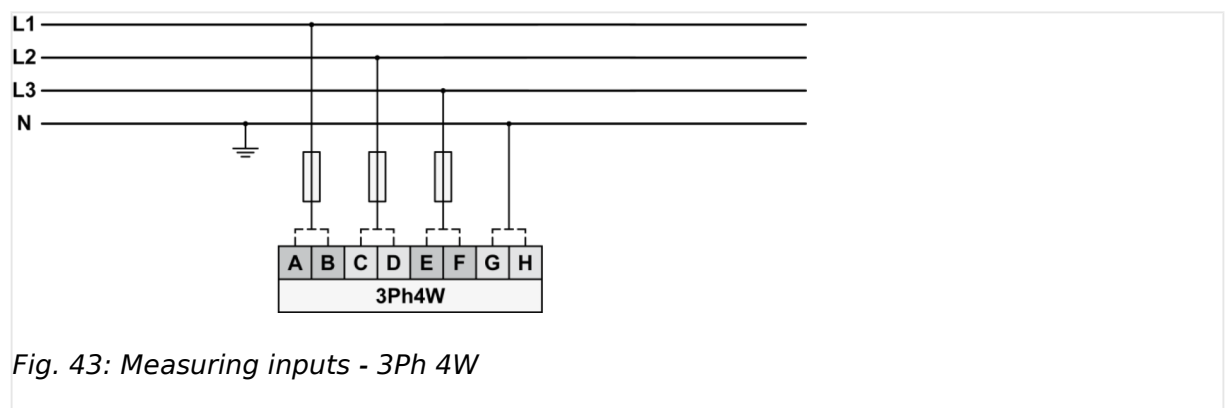 L1
L2
L3
N
A B C D E F G H
3Ph4W
Fig. 43: Measuring inputs - 3Ph 4W